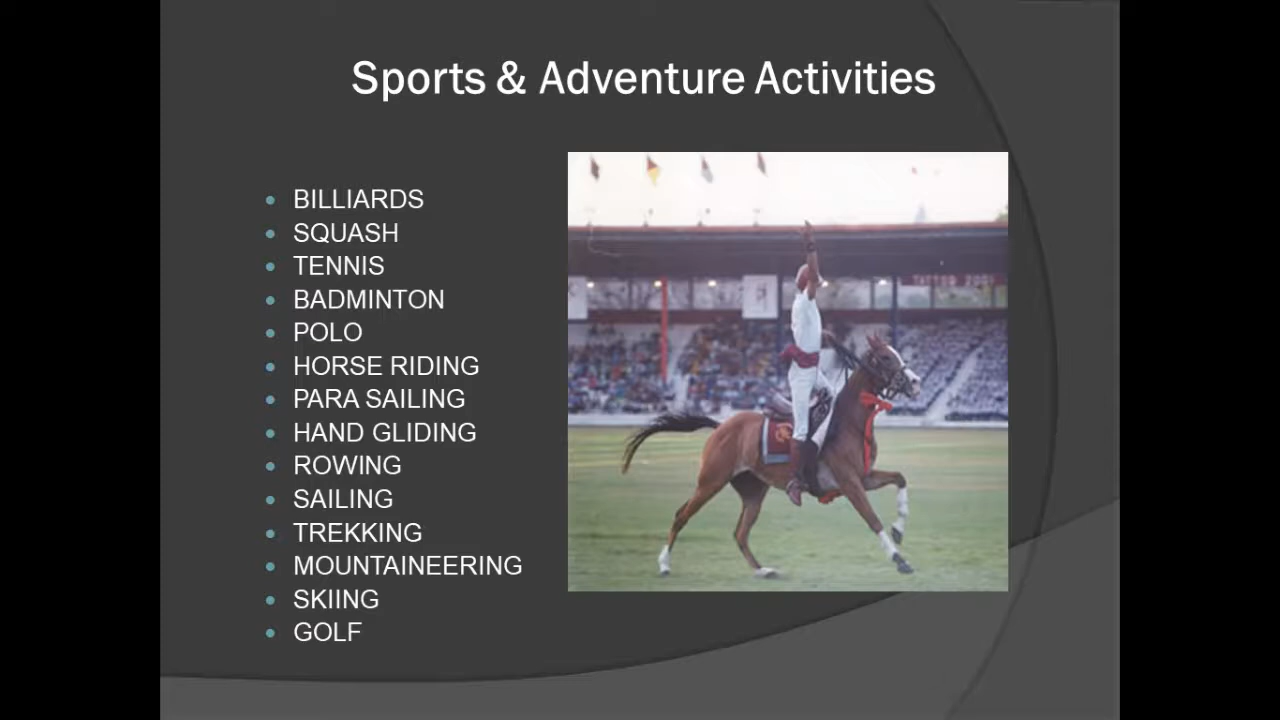 Sports & Adventure Activities
BILLIARDS
SQUASH
TENNIS
BADMINTON
POLO
HORSE RIDING
PARA SAILING
HAND GLIDING
ROWING
SAILING
TREKKING
MOUNTAINEERING
SKIING
GOLF